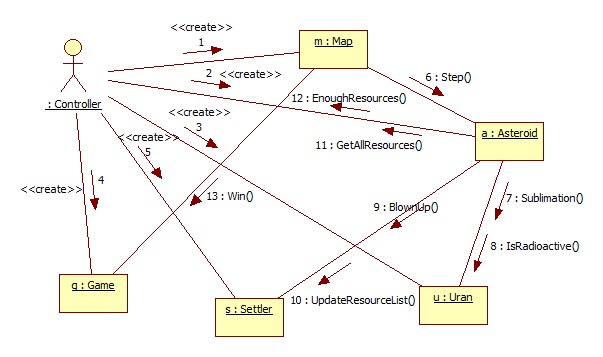 <<create>>
1
m : Map
2
<<create>>
6 : Step()
: Controller
12 : EnoughResources()
<<create>>
3
<<create>>
5
11 : GetAllResources()
a : Asteroid
<<create>>
4
13 : Win()
9 : BlownUp()
7 : Sublimation()
8 : IsRadioactive()
g : Game
s : Settler
10 : UpdateResourceList()
u : Uran